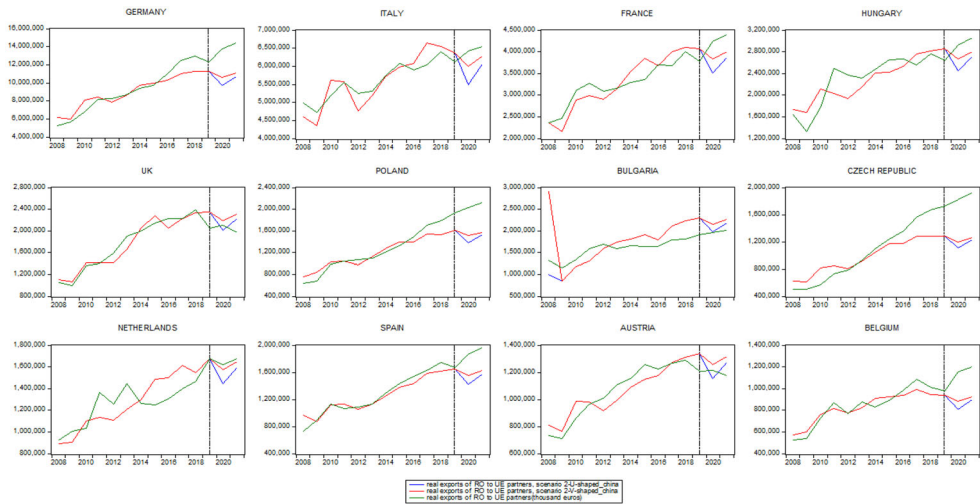 GERMANY
16,000,000
14,000,000
12,000,000
10,000,000
8,000,000
6,000,000
4,000,000
2008 2010 2012 2014 2016 2018 2020
ITALY
7,000,000
6,500,000
6,000,000
5,500,000
5,000,000
4,500,000
4,000,000
2008 2010 2012 2014 2016 2018 2020
FRANCE
4,500,000
4,000,000
3,500,000
3,000,000
2,500,000
2,000,000
2008 2010 2012 2014 2016 2018 2020
HUNGARY
3,200,000
2,800,000
2,400,000
2,000,000
1,600,000
1,200,000
2008 2010 2012 2014 2016 2018 2020
UK
2,800,000
2,400,000
2,000,000
1,600,000
1,200,000
800,000
2008 2010 2012 2014 2016 2018 2020
POLAND
2,400,000
2,000,000
1,600,000
1,200,000
800,000
400,000
2008 2010 2012 2014 2016 2018 2020
BULGARIA
3,000,000
2,500,000
2,000,000
1,500,000
1,000,000
500,000
2008 2010 2012 2014 2016 2018 2020
CZECH REPUBLIC
2,000,000
1,600,000
1,200,000
800,000
400,000
2008 2010 2012 2014 2016 2018 2020
NETHERLANDS
1,800,000
1,600,000
1,400,000
1,200,000
1,000,000
800,000
2008 2010 2012 2014 2016 2018 2020
SPAIN
2,000,000
1,600,000
1,200,000
800,000
400,000
2008 2010 2012 2014 2016 2018 2020
AUSTRIA
1,400,000
1,200,000
1,000,000
800,000
600,000
2008 2010 2012 2014 2016 2018 2020
BELGIUM
1,400,000
1,200,000
1,000,000
800,000
600,000
400,000
2008 2010 2012 2014 2016 2018 2020
real exports of RO to UE partners, scenario 2-U-shaped_china
real exports of RO to UE partners, scenario 2-V-shaped_china
real exports of RO to UE partners(thousand euros)